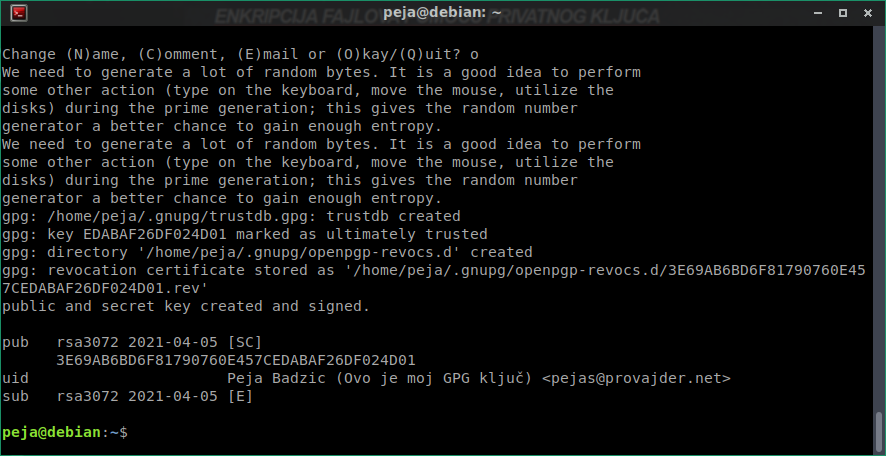 ENKRIPCIJA FAJLOVA POMOĆU PRIVATNOG KLJUCA
peja@debian: ~
Change (N)ame, (C)omment, (E)mail or (O)kay/(Q)uit? o
We need to generate a lot of random bytes. It is a good idea to perform
some other action (type on the keyboard, move the mouse, utilize the
disks) during the prime generation; this gives the random number
generator a better chance to gain enough entropy.
We need to generate a lot of random bytes. It is a good idea to perform
some other action (type on the keyboard, move the mouse, utilize the
disks) during the prime generation; this gives the random number
generator a better chance to gain enough entropy.
gpg: /home/peja/.gnupg/trustdb.gpg: trustdb created
gpg: key EDABAF26DF024D01 marked as ultimately trusted
gpg: directory '/home/peja/.gnupg/openpgp-revocs.d' created
gpg: revocation certificate stored as '/home/peja/.gnupg/openpgp-revocs.d/3E69AB6BD6F81790760E45
7CEDABAF26DF024D01.rev'
public and secret key created and signed.
pub   rsa3072 2021-04-05 [SC]
      3E69AB6BD6F81790760E457CEDABAF26DF024D01
uid                      Peja Badzic (Ovo je moj GPG ključ) <pejas@provajder.net>
sub   rsa3072 2021-04-05 [E]
peja@debian:~$